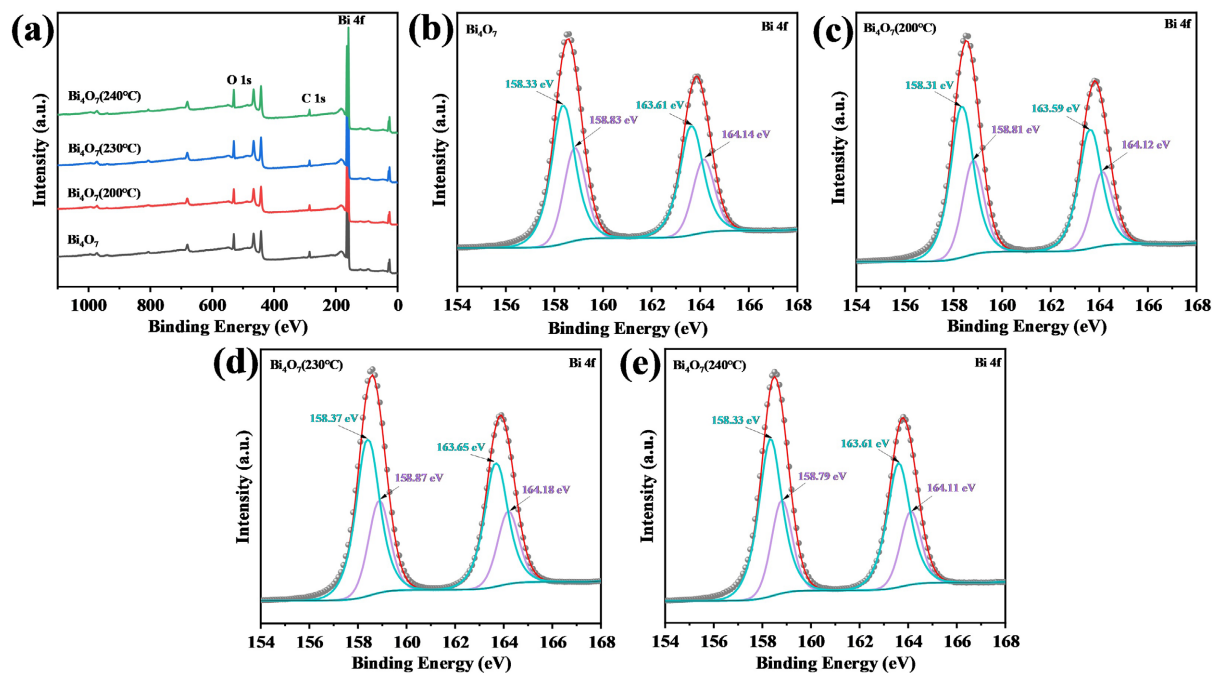 (a)
Bi 4f
O 1s
C 1s
Bi₄O₇(240°C)
Bi₄O₇(230°C)
Bi₄O₇(200°C)
Bi₄O₇
Intensity (a.u.)
1000 800 600 400 200 0
Binding Energy (eV)
(b)
Bi₄O₇ Bi 4f
158.33 eV
158.83 eV
163.61 eV
164.14 eV
Intensity (a.u.)
154 156 158 160 162 164 166 168
Binding Energy (eV)
(c)
Bi₄O₇(200°C) Bi 4f
158.31 eV
158.81 eV
163.59 eV
164.12 eV
Intensity (a.u.)
154 156 158 160 162 164 166 168
Binding Energy (eV)
(d)
Bi₄O₇(230°C) Bi 4f
158.37 eV
158.87 eV
163.65 eV
164.18 eV
Intensity (a.u.)
154 156 158 160 162 164 166 168
Binding Energy (eV)
(e)
Bi₄O₇(240°C) Bi 4f
158.33 eV
158.79 eV
163.61 eV
164.11 eV
Intensity (a.u.)
154 156 158 160 162 164 166 168
Binding Energy (eV)